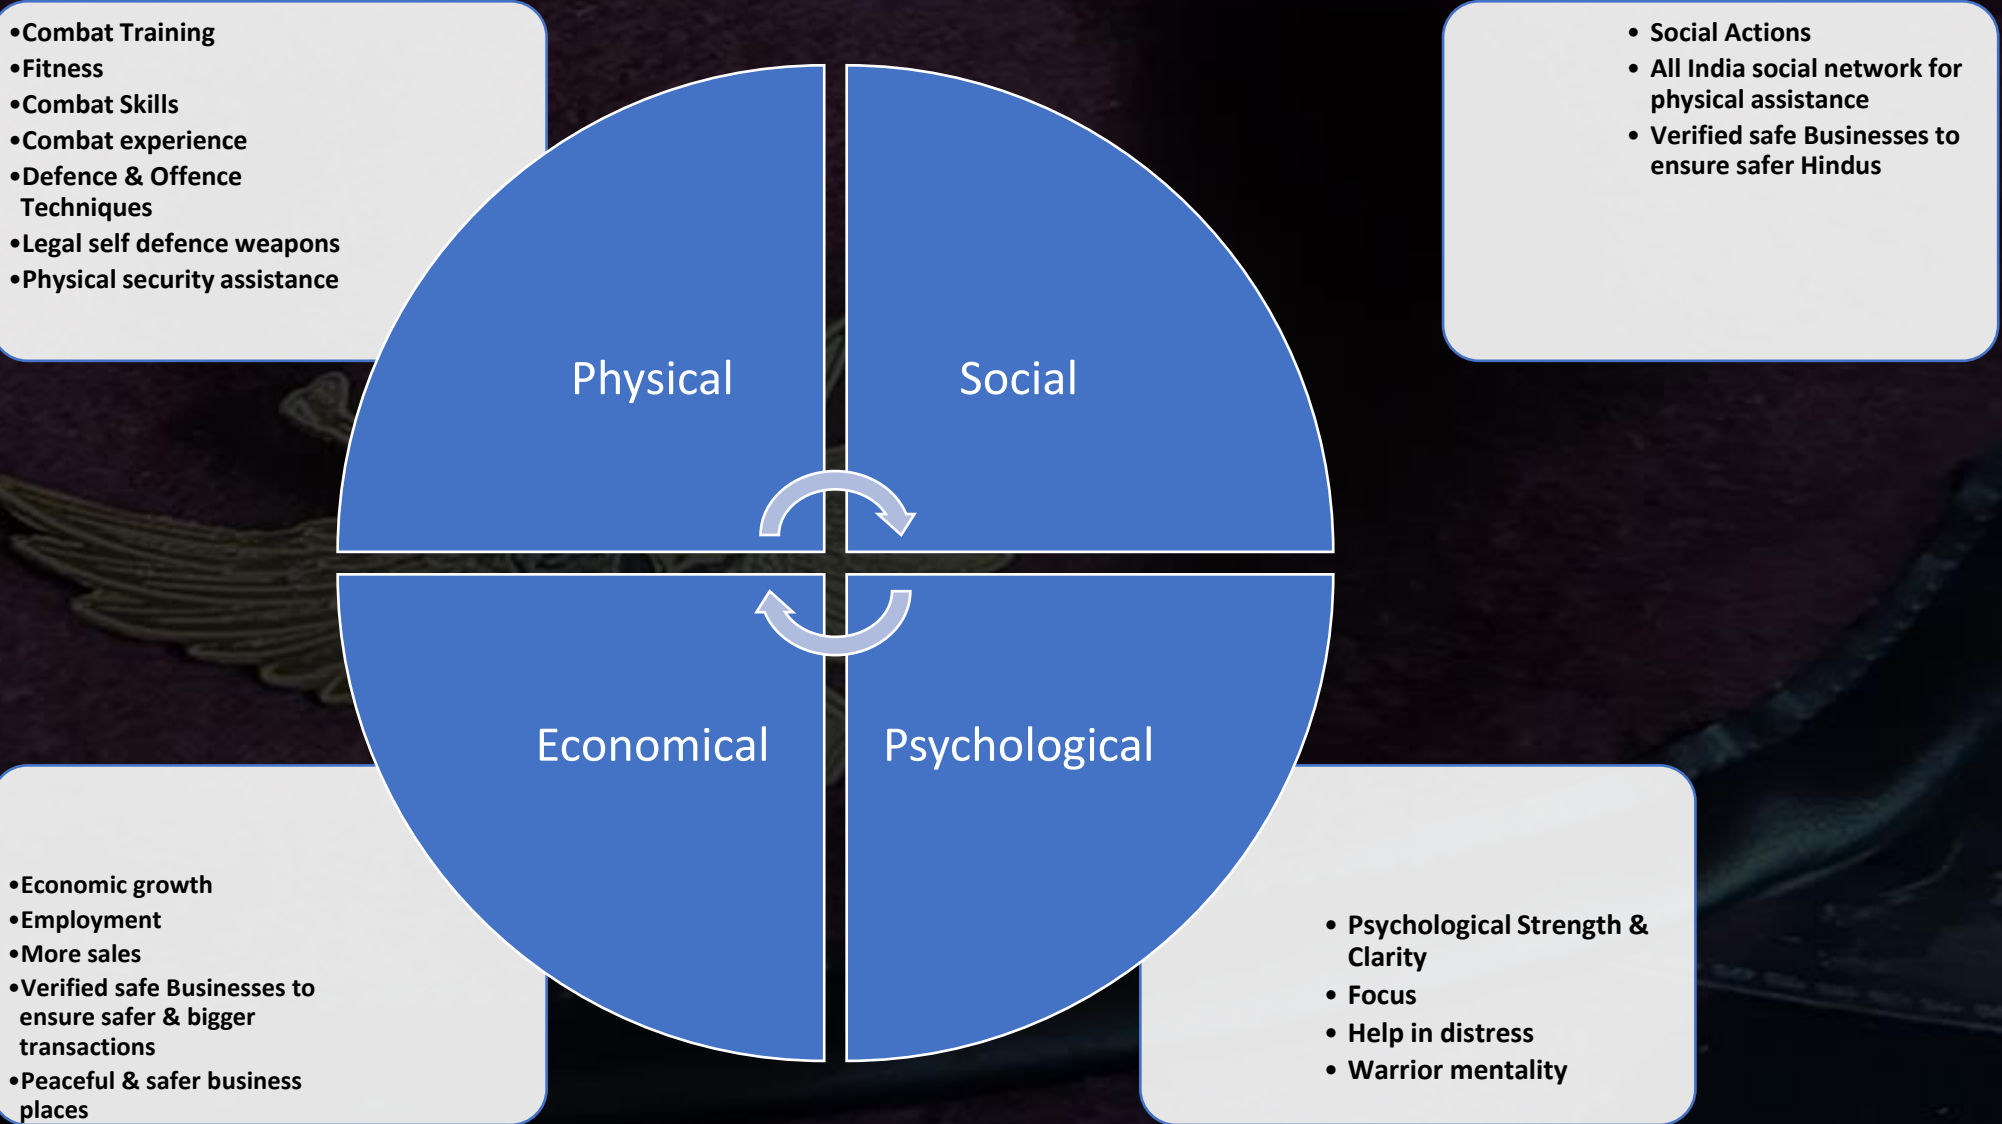 •Combat Training
•Fitness
•Combat Skills
•Combat experience
•Defence & Offence
Techniques
•Legal self defence weapons
•Physical security assistance
• Social Actions
• All India social network for
physical assistance
• Verified safe Businesses to
ensure safer Hindus
Physical
Social
Economical
Psychological
•Economic growth
•Employment
•More sales
•Verified safe Businesses to
ensure safer & bigger
transactions
•Peaceful & safer business
places
• Psychological Strength &
Clarity
• Focus
• Help in distress
• Warrior mentality